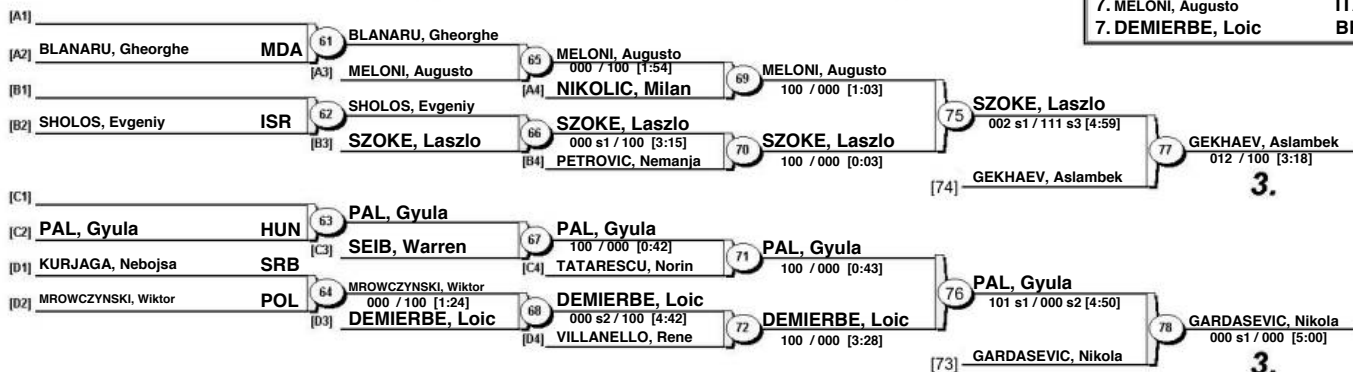 7. MELONI, Augusto
7. DEMIERBE, Loic
[A1]
[A2] BLANARU, Gheorghe MDA
61 BLANARU, Gheorghe
[A3] MELONI, Augusto
65 MELONI, Augusto
000 / 100 [1:54]
[A4] NIKOLIC, Milan
69 MELONI, Augusto
100 / 000 [1:03]
[B1]
[B2] SHOLOS, Evgeniy ISR
62 SHOLOS, Evgeniy
[B3] SZOKE, Laszlo
66 SZOKE, Laszlo
000 s1 / 100 [3:15]
[B4] PETROVIC, Nemanja
70 SZOKE, Laszlo
100 / 000 [0:03]
75 SZOKE, Laszlo
002 s1 / 111 s3 [4:59]
[74] GEKHAEV, Aslambek
77 GEKHAEV, Aslambek
012 / 100 [3:18]
3.
[C1]
[C2] PAL, Gyula HUN
63 PAL, Gyula
[C3] SEIB, Warren
67 PAL, Gyula
100 / 000 [0:42]
[C4] TATARESCU, Norin
71 PAL, Gyula
100 / 000 [0:43]
[D1] KURJAGA, Nebojsa SRB
[D2] MROWCZYNSKI, Wiktor POL
64 MROWCZYNSKI, Wiktor
000 / 100 [1:24]
[D3] DEMIERBE, Loic
68 DEMIERBE, Loic
000 s2 / 100 [4:42]
[D4] VILLANELLO, Rene
72 DEMIERBE, Loic
100 / 000 [3:28]
76 PAL, Gyula
101 s1 / 000 s2 [4:50]
[73] GARDASEVIC, Nikola
78 GARDASEVIC, Nikola
000 s1 / 000 [5:00]
3.